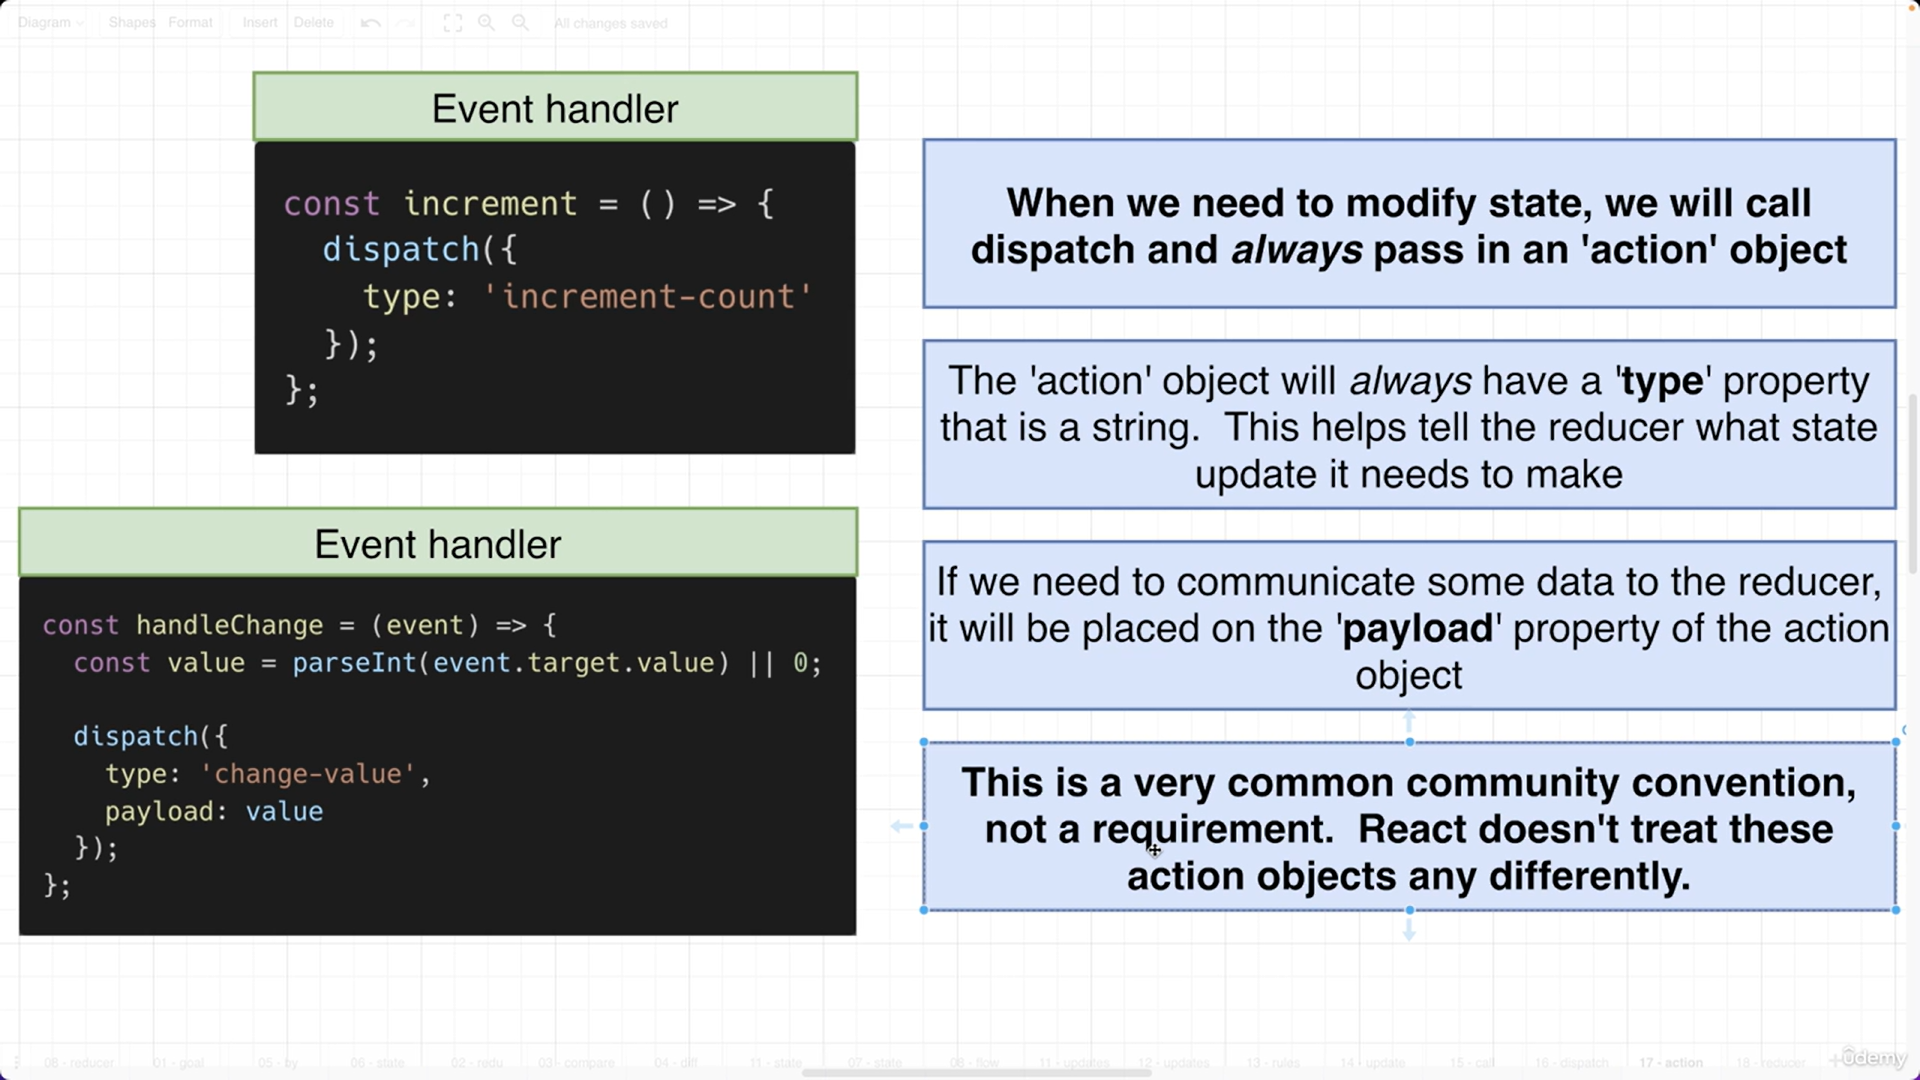 Diagram
Shapes
Format
Insert
Delete
All changes saved
Event handler
const increment = () => {
dispatch({
type: 'increment-count'
});
};
Event handler
const handleChange = (event) => {
const value = parseInt(event.target.value) || 0;
dispatch({
type: 'change-value',
payload: value
});
};
When we need to modify state, we will call
dispatch and always pass in an 'action' object
The 'action' object will always have a 'type' property
that is a string.  This helps tell the reducer what state
update it needs to make
If we need to communicate some data to the reducer,
it will be placed on the 'payload' property of the action
object
This is a very common community convention,
not a requirement.  React doesn't treat these
action objects any differently.
08 - reducer
01 - goal
05 - by
06 - state
02 - redu
03 - compare
04 - diff
11 - state
07 - state
08 - flow
11 - updates
12 - updates
13 - rules
14 - update
15 - call
16 - dispatch
17 - action
18 - reducer
ûdemy